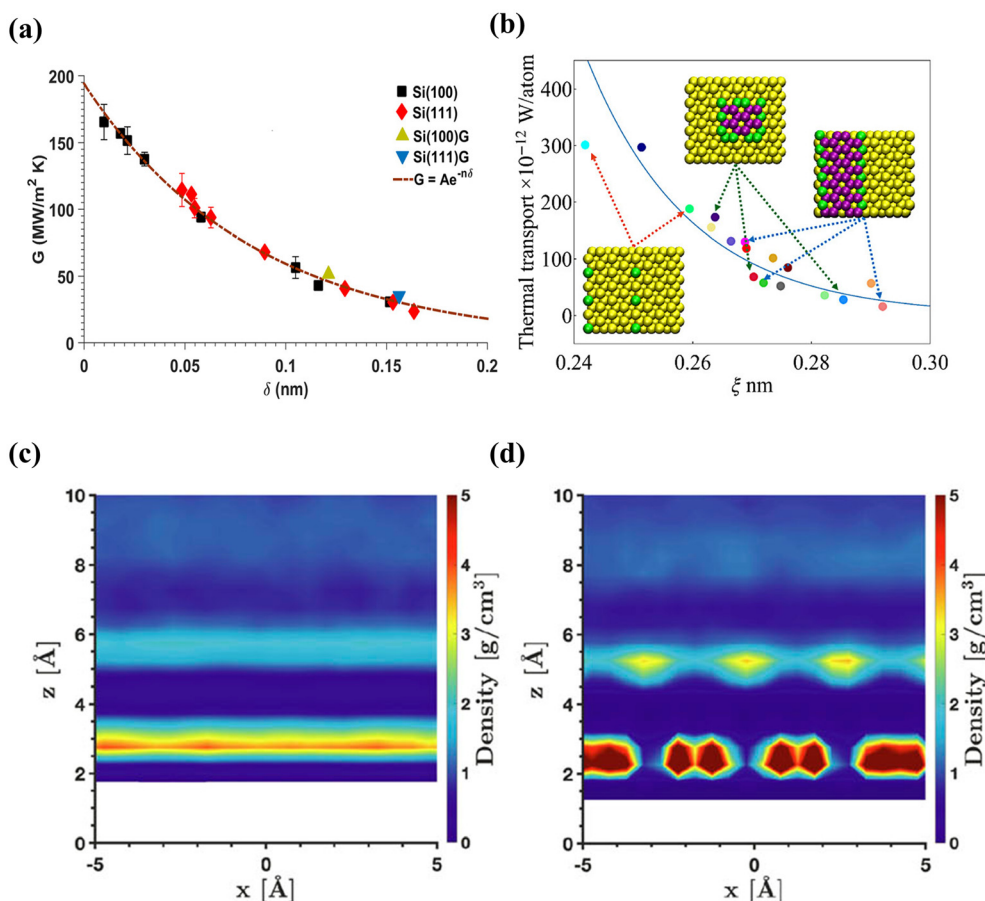 (a)
200
150
100
50
0
G (MW/m² K)
0 0.05 0.1 0.15 0.2
δ (nm)
Si(100)
Si(111)
Si(100)G
Si(111)G
G = Ae⁻ⁿᵟ
(b)
400
300
200
100
0
Thermal transport ×10⁻¹² W/atom
0.24 0.26 0.28 0.30
ξ nm
(c)
10
8
6
4
2
0
z [Å]
-5 0 5
x [Å]
5
4
3
2
1
0
Density [g/cm³]
(d)
10
8
6
4
2
0
z [Å]
-5 0 5
x [Å]
5
4
3
2
1
0
Density [g/cm³]